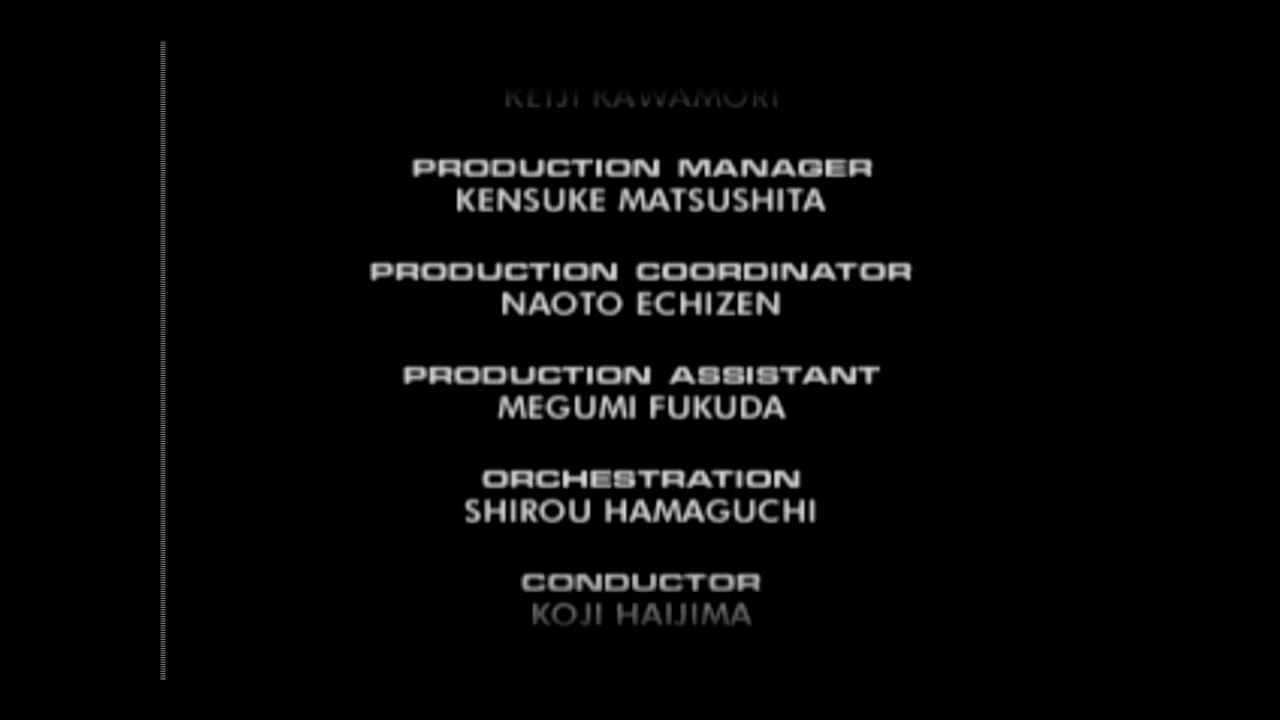 KEIJI KAWAMORI
PRODUCTION MANAGER
KENSUKE MATSUSHITA
PRODUCTION COORDINATOR
NAOTO ECHIZEN
PRODUCTION ASSISTANT
MEGUMI FUKUDA
ORCHESTRATION
SHIROU HAMAGUCHI
CONDUCTOR
KOJI HAIJIMA